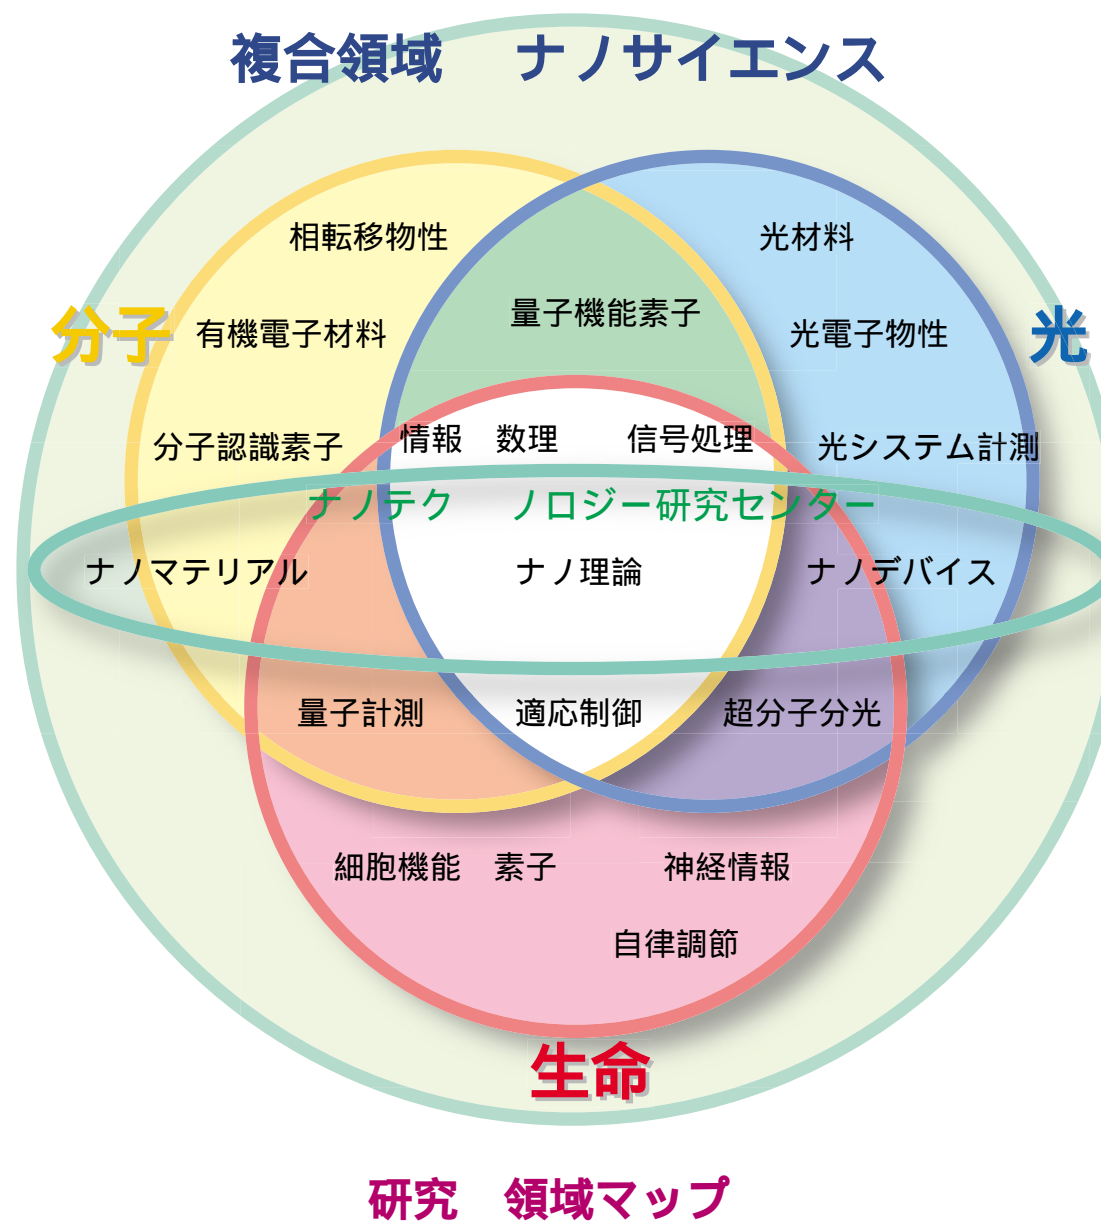 複合領域　ナノサイエンス
相転移物性
光材料
量子機能素子
分子
有機電子材料
光電子物性
光
分子認識素子
情報　数理　信号処理
光システム計測
ナノテク　ノロジー研究センター
ナノマテリアル
ナノ理論
ナノデバイス
量子計測
適応制御
超分子分光
細胞機能　素子
神経情報
自律調節
生命
研究　領域マップ